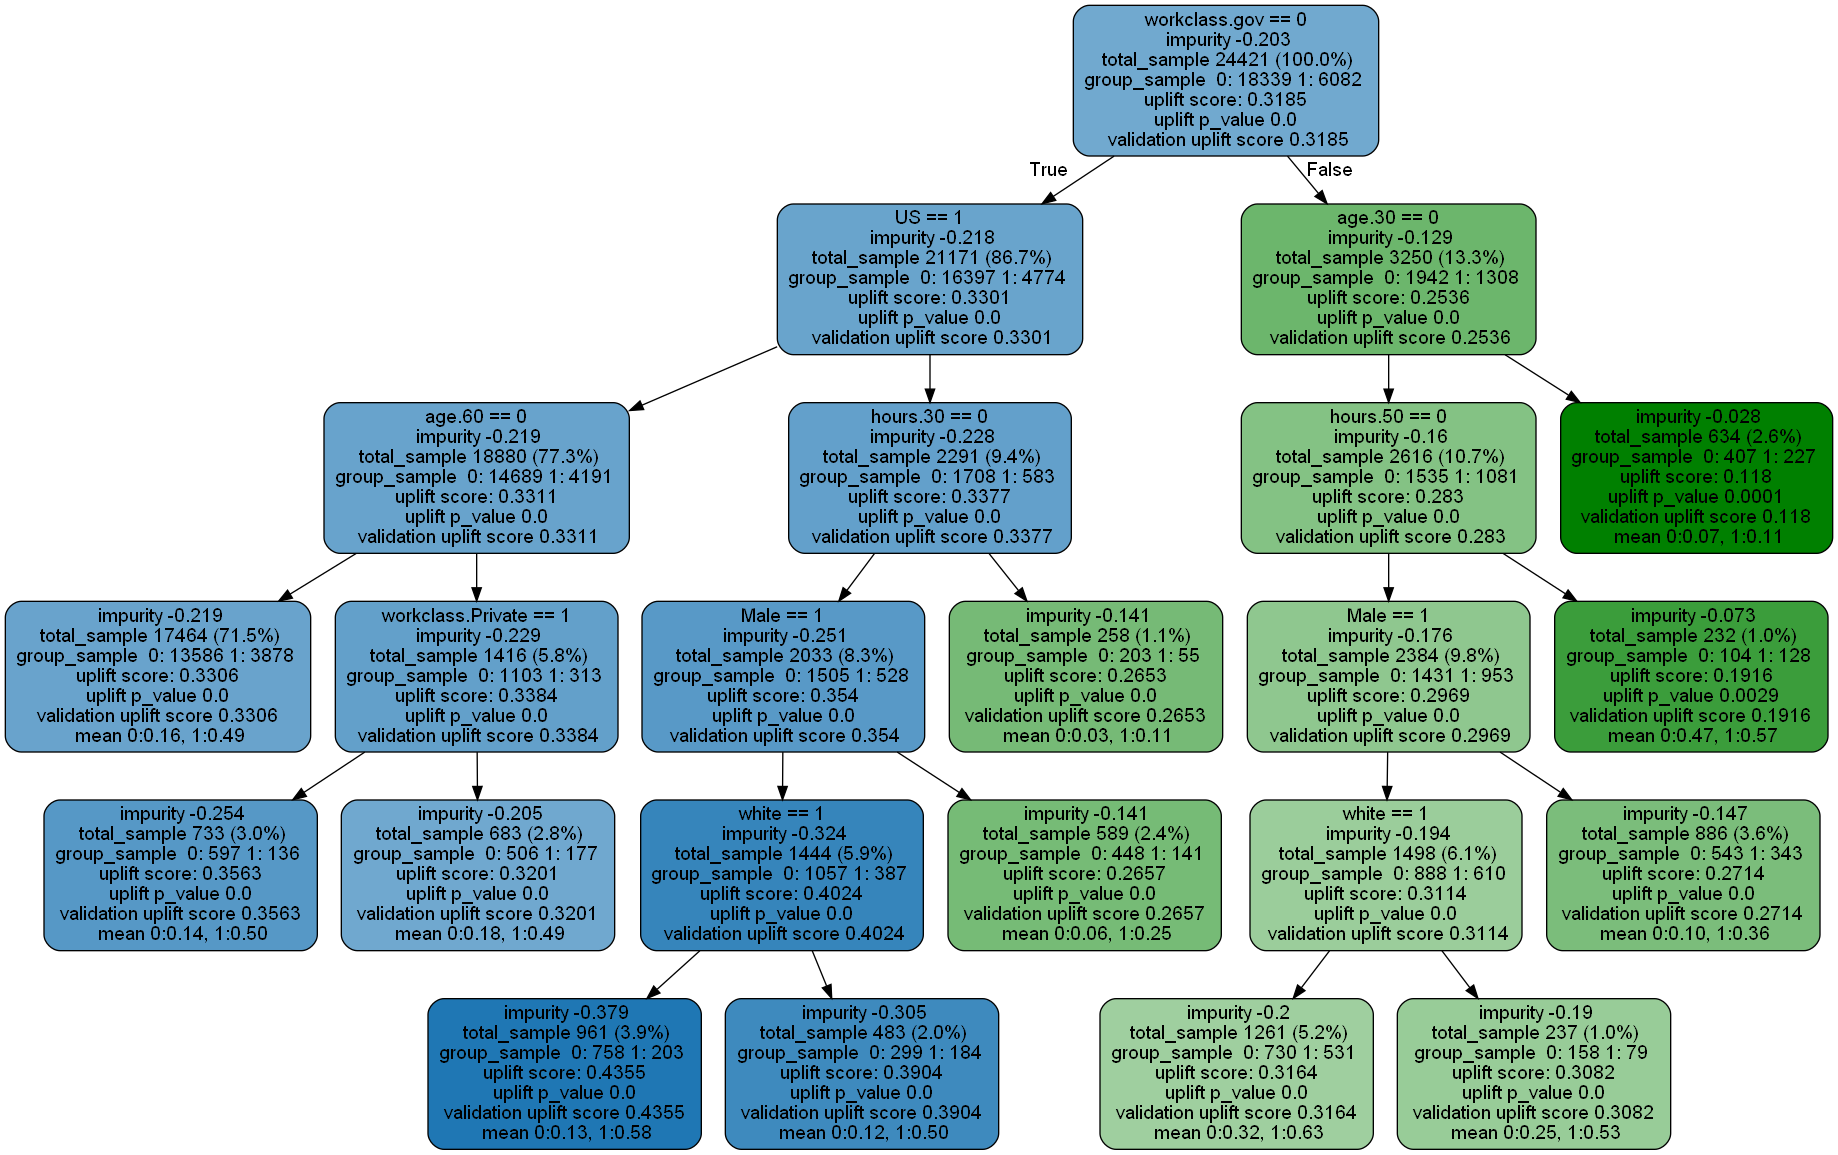 workclass.gov == 0
impurity -0.203
total_sample 24421 (100.0%)
group_sample  0: 18339 1: 6082
uplift score: 0.3185
uplift p_value 0.0
validation uplift score 0.3185
True
False
US == 1
impurity -0.218
total_sample 21171 (86.7%)
group_sample  0: 16397 1: 4774
uplift score: 0.3301
uplift p_value 0.0
validation uplift score 0.3301
age.30 == 0
impurity -0.129
total_sample 3250 (13.3%)
group_sample  0: 1942 1: 1308
uplift score: 0.2536
uplift p_value 0.0
validation uplift score 0.2536
age.60 == 0
impurity -0.219
total_sample 18880 (77.3%)
group_sample  0: 14689 1: 4191
uplift score: 0.3311
uplift p_value 0.0
validation uplift score 0.3311
hours.30 == 0
impurity -0.228
total_sample 2291 (9.4%)
group_sample  0: 1708 1: 583
uplift score: 0.3377
uplift p_value 0.0
validation uplift score 0.3377
hours.50 == 0
impurity -0.16
total_sample 2616 (10.7%)
group_sample  0: 1535 1: 1081
uplift score: 0.283
uplift p_value 0.0
validation uplift score 0.283
impurity -0.028
total_sample 634 (2.6%)
group_sample  0: 407 1: 227
uplift score: 0.118
uplift p_value 0.0001
validation uplift score 0.118
mean 0:0.07, 1:0.11
impurity -0.219
total_sample 17464 (71.5%)
group_sample  0: 13586 1: 3878
uplift score: 0.3306
uplift p_value 0.0
validation uplift score 0.3306
mean 0:0.16, 1:0.49
workclass.Private == 1
impurity -0.229
total_sample 1416 (5.8%)
group_sample  0: 1103 1: 313
uplift score: 0.3384
uplift p_value 0.0
validation uplift score 0.3384
Male == 1
impurity -0.251
total_sample 2033 (8.3%)
group_sample  0: 1505 1: 528
uplift score: 0.354
uplift p_value 0.0
validation uplift score 0.354
impurity -0.141
total_sample 258 (1.1%)
group_sample  0: 203 1: 55
uplift score: 0.2653
uplift p_value 0.0
validation uplift score 0.2653
mean 0:0.03, 1:0.11
Male == 1
impurity -0.176
total_sample 2384 (9.8%)
group_sample  0: 1431 1: 953
uplift score: 0.2969
uplift p_value 0.0
validation uplift score 0.2969
impurity -0.073
total_sample 232 (1.0%)
group_sample  0: 104 1: 128
uplift score: 0.1916
uplift p_value 0.0029
validation uplift score 0.1916
mean 0:0.47, 1:0.57
impurity -0.254
total_sample 733 (3.0%)
group_sample  0: 597 1: 136
uplift score: 0.3563
uplift p_value 0.0
validation uplift score 0.3563
mean 0:0.14, 1:0.50
impurity -0.205
total_sample 683 (2.8%)
group_sample  0: 506 1: 177
uplift score: 0.3201
uplift p_value 0.0
validation uplift score 0.3201
mean 0:0.18, 1:0.49
white == 1
impurity -0.324
total_sample 1444 (5.9%)
group_sample  0: 1057 1: 387
uplift score: 0.4024
uplift p_value 0.0
validation uplift score 0.4024
impurity -0.141
total_sample 589 (2.4%)
group_sample  0: 448 1: 141
uplift score: 0.2657
uplift p_value 0.0
validation uplift score 0.2657
mean 0:0.06, 1:0.25
white == 1
impurity -0.194
total_sample 1498 (6.1%)
group_sample  0: 888 1: 610
uplift score: 0.3114
uplift p_value 0.0
validation uplift score 0.3114
impurity -0.147
total_sample 886 (3.6%)
group_sample  0: 543 1: 343
uplift score: 0.2714
uplift p_value 0.0
validation uplift score 0.2714
mean 0:0.10, 1:0.36
impurity -0.379
total_sample 961 (3.9%)
group_sample  0: 758 1: 203
uplift score: 0.4355
uplift p_value 0.0
validation uplift score 0.4355
mean 0:0.13, 1:0.58
impurity -0.305
total_sample 483 (2.0%)
group_sample  0: 299 1: 184
uplift score: 0.3904
uplift p_value 0.0
validation uplift score 0.3904
mean 0:0.12, 1:0.50
impurity -0.2
total_sample 1261 (5.2%)
group_sample  0: 730 1: 531
uplift score: 0.3164
uplift p_value 0.0
validation uplift score 0.3164
mean 0:0.32, 1:0.63
impurity -0.19
total_sample 237 (1.0%)
group_sample  0: 158 1: 79
uplift score: 0.3082
uplift p_value 0.0
validation uplift score 0.3082
mean 0:0.25, 1:0.53